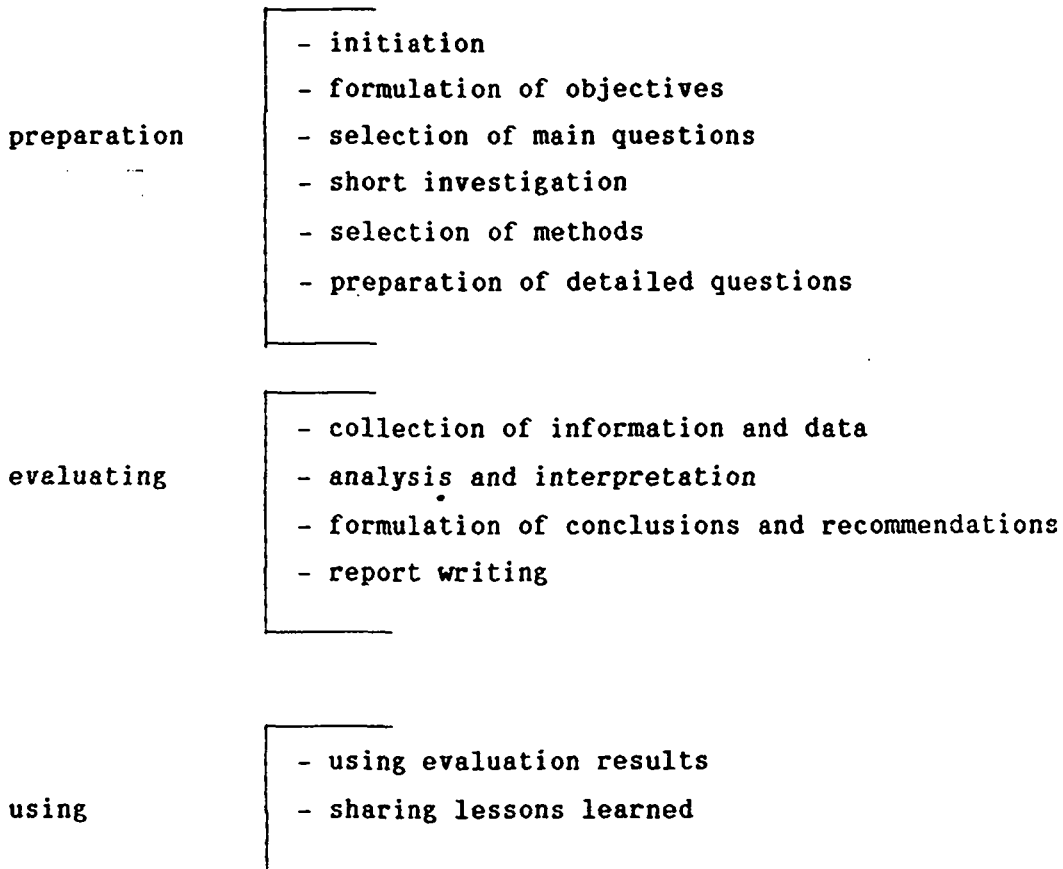 - initiation
- formulation of objectives
preparation - selection of main questions
- short investigation
- selection of methods
- preparation of detailed questions
- collection of information and data
evaluating - analysis and interpretation
- formulation of conclusions and recommendations
- report writing
- using evaluation results
using - sharing lessons learned